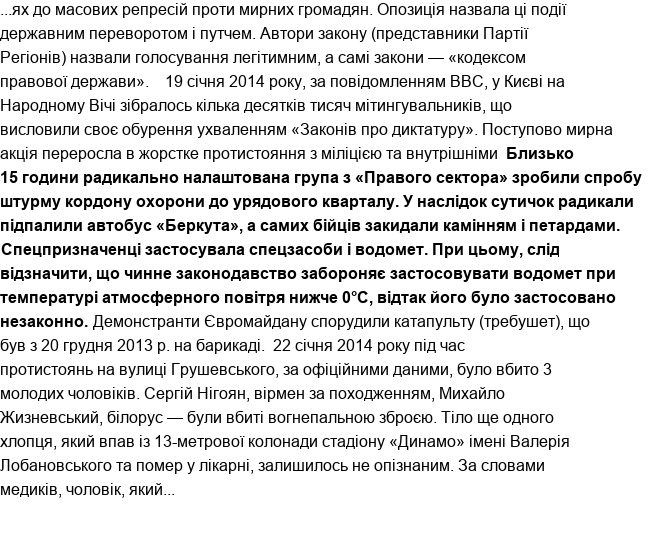 ...ях до масових репресій проти мирних громадян. Опозиція назвала ці події
державним переворотом і путчем. Автори закону (представники Партії
Регіонів) назвали голосування легітимним, а самі закони — «кодексом
правової держави».    19 січня 2014 року, за повідомленням BBC, у Києві на
Народному Вічі зібралось кілька десятків тисяч мітингувальників, що
висловили своє обурення ухваленням «Законів про диктатуру». Поступово мирна
акція переросла в жорстке протистояння з міліцією та внутрішніми  Близько
15 години радикально налаштована група з «Правого сектора» зробили спробу
штурму кордону охорони до урядового кварталу. У наслідок сутичок радикали
підпалили автобус «Беркута», а самих бійців закидали камінням і петардами.
Спецпризначенці застосувала спецзасоби і водомет. При цьому, слід
відзначити, що чинне законодавство забороняє застосовувати водомет при
температурі атмосферного повітря нижче 0°С, відтак його було застосовано
незаконно. Демонстранти Євромайдану спорудили катапульту (требушет), що
був з 20 грудня 2013 р. на барикаді.  22 січня 2014 року під час
протистоянь на вулиці Грушевського, за офіційними даними, було вбито 3
молодих чоловіків. Сергій Нігоян, вірмен за походженням, Михайло
Жизневський, білорус — були вбиті вогнепальною зброєю. Тіло ще одного
хлопця, який впав із 13-метрової колонади стадіону «Динамо» імені Валерія
Лобановського та помер у лікарні, залишилось не опізнаним. За словами
медиків, чоловік, який...